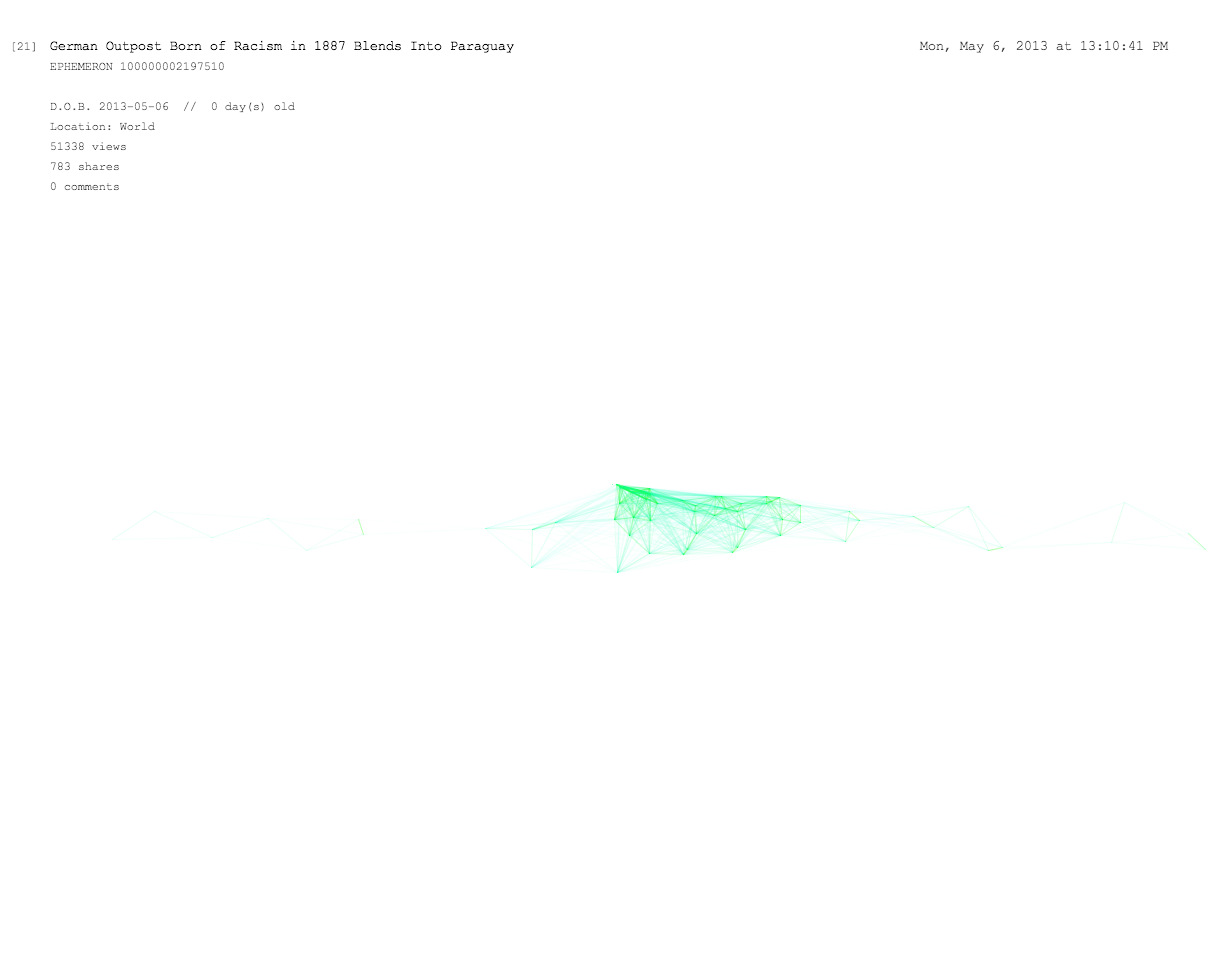 [21] German Outpost Born of Racism in 1887 Blends Into Paraguay Mon, May 6, 2013 at 13:10:41 PM
EPHEMERON 100000002197510
D.O.B. 2013-05-06 // 0 day(s) old
Location: World
51338 views
783 shares
0 comments